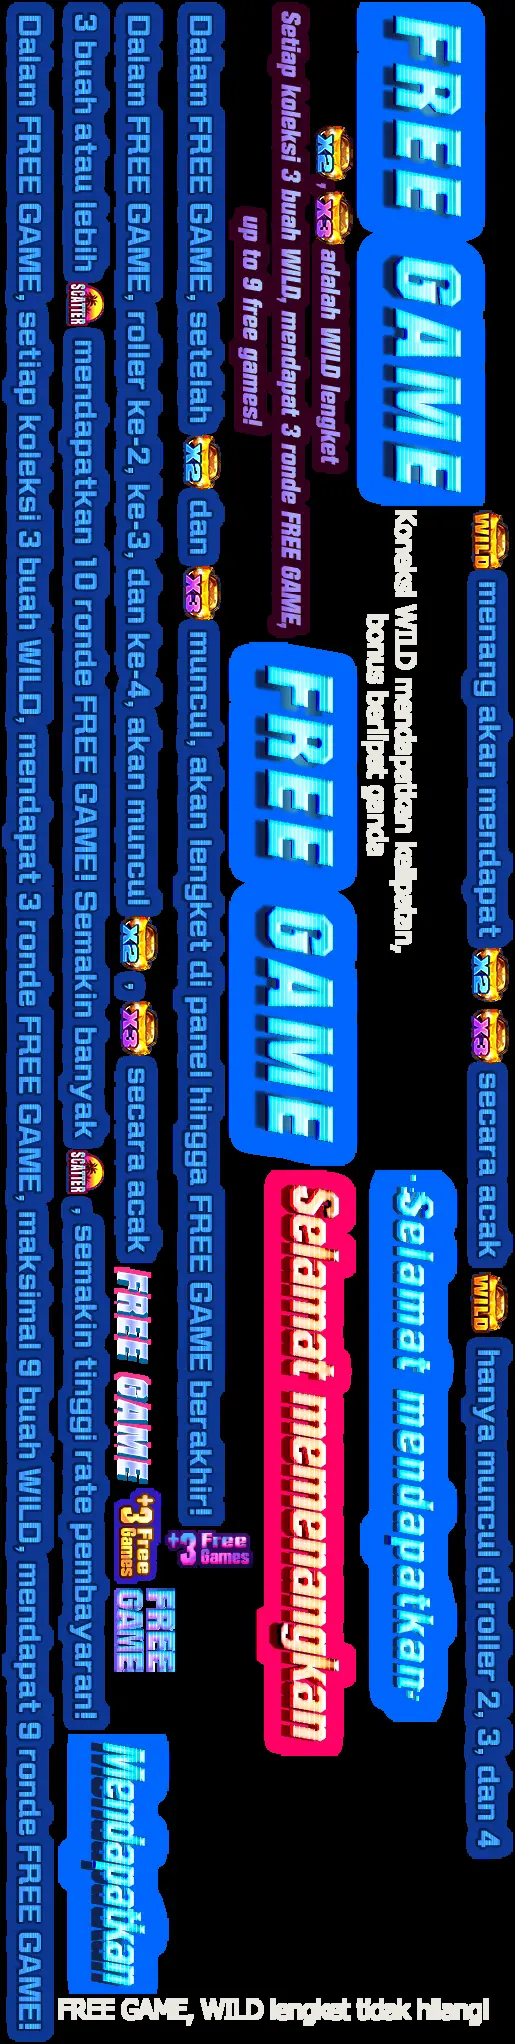 WILD menang akan mendapat X2 X3 secara acak WILD hanya muncul di roller 2, 3, dan 4
FREE GAME
Koneksi WILD mendapatkan kelipatan,
bonus berlipat ganda
-Selamat mendapatkan-
X2, X3 adalah WILD lengket
Setiap koleksi 3 buah WILD, mendapat 3 ronde FREE GAME,
up to 9 free games!
FREE GAME
Selamat memenangkan
Dalam FREE GAME, setelah X2 dan X3 muncul, akan lengket di panel hingga FREE GAME berakhir!
+3 Free Games
Dalam FREE GAME, roller ke-2, ke-3, dan ke-4, akan muncul X2, X3 secara acak
FREE GAME
+3 Free Games
FREE
GAME
3 buah atau lebih SCATTER mendapatkan 10 ronde FREE GAME! Semakin banyak SCATTER, semakin tinggi rate pembayaran!
Mendapatkan
Dalam FREE GAME, setiap koleksi 3 buah WILD, mendapat 3 ronde FREE GAME, maksimal 9 buah WILD, mendapat 9 ronde FREE GAME!
FREE GAME, WILD lengket tidak hilang!